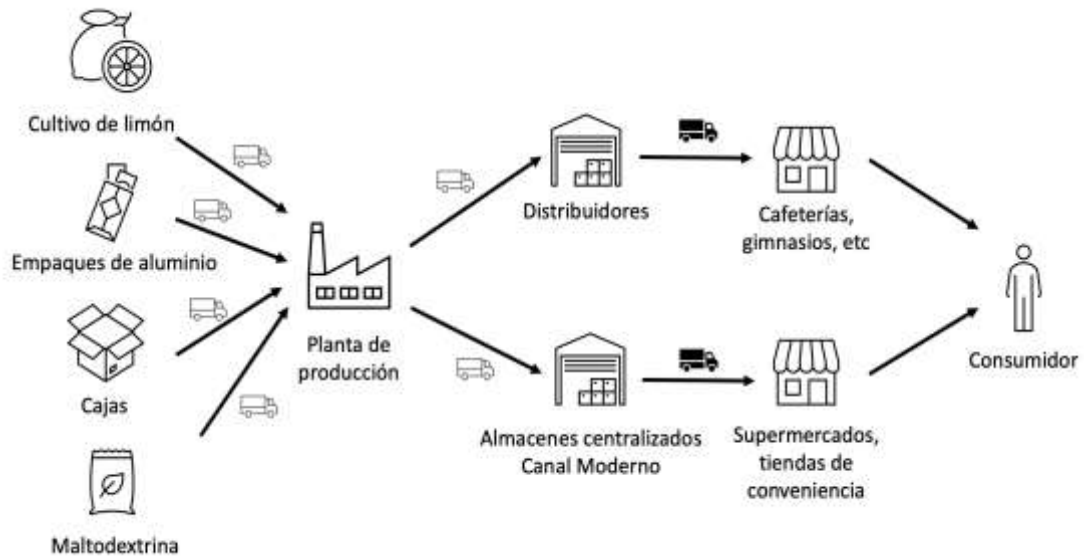 Cultivo de limón
Empaques de aluminio
Cajas
Maltodextrina
Planta de
producción
Distribuidores
Almacenes centralizados
Canal Moderno
Cafeterías,
gimnasios, etc
Supermercados,
tiendas de
conveniencia
Consumidor